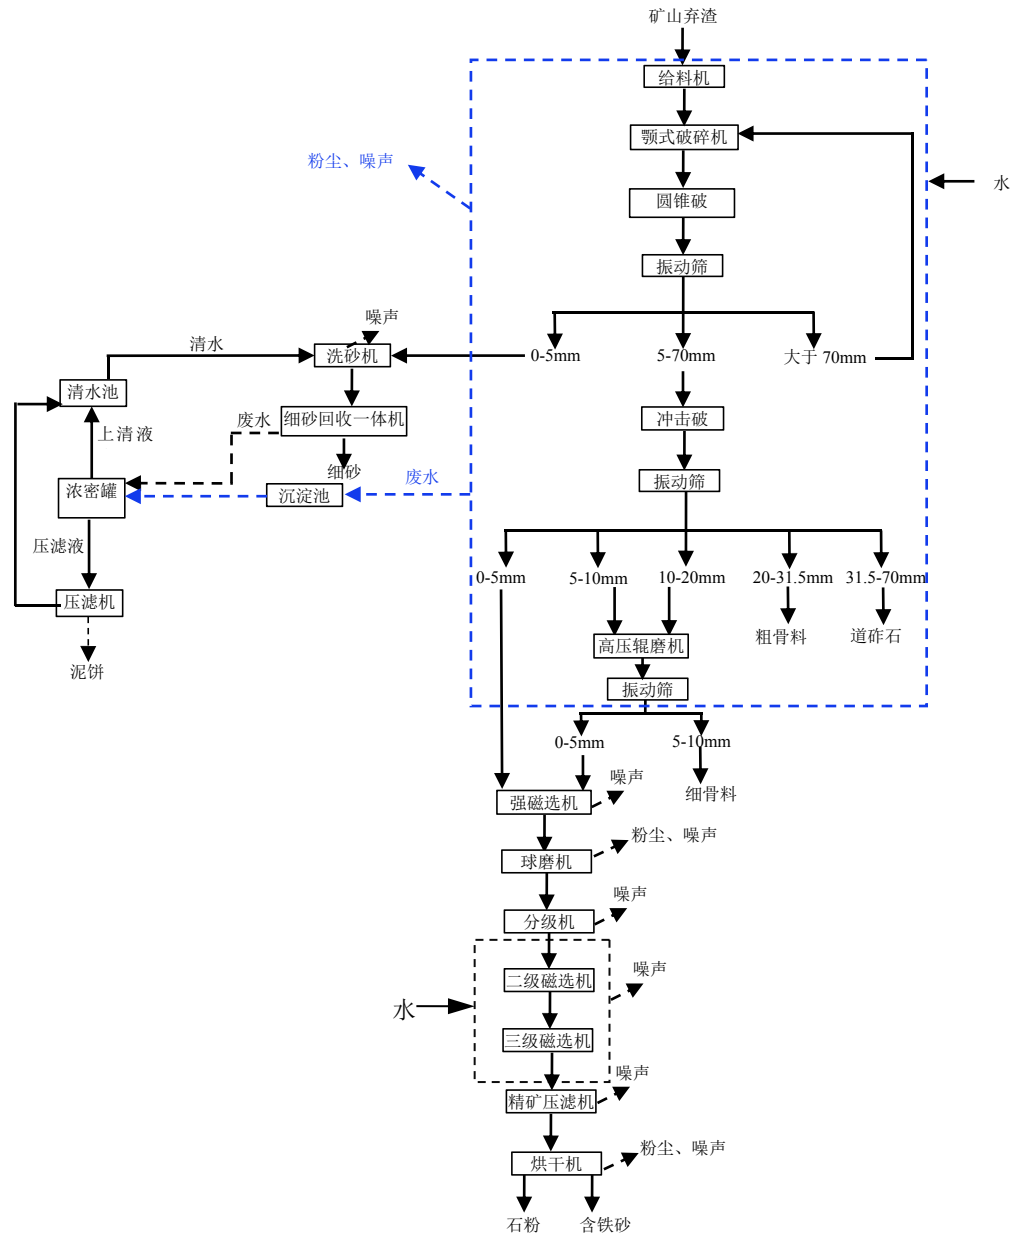 矿山弃渣
给料机
颚式破碎机
粉尘、噪声
水
圆锥破
振动筛
噪声
清水
洗砂机
0-5mm
5-70mm
大于 70mm
清水池
细砂回收一体机
冲击破
废水
上清液
细砂
废水
振动筛
浓密罐
沉淀池
压滤液
0-5mm
5-10mm
10-20mm
20-31.5mm
31.5-70mm
压滤机
粗骨料
道砟石
高压辊磨机
泥饼
振动筛
0-5mm
5-10mm
噪声
细骨料
强磁选机
粉尘、噪声
球磨机
噪声
分级机
噪声
二级磁选机
水
三级磁选机
噪声
精矿压滤机
粉尘、噪声
烘干机
石粉
含铁砂